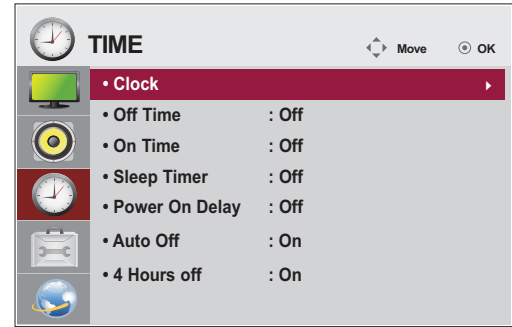 TIME Move OK
• Clock
• Off Time : Off
• On Time : Off
• Sleep Timer : Off
• Power On Delay : Off
• Auto Off : On
• 4 Hours off : On